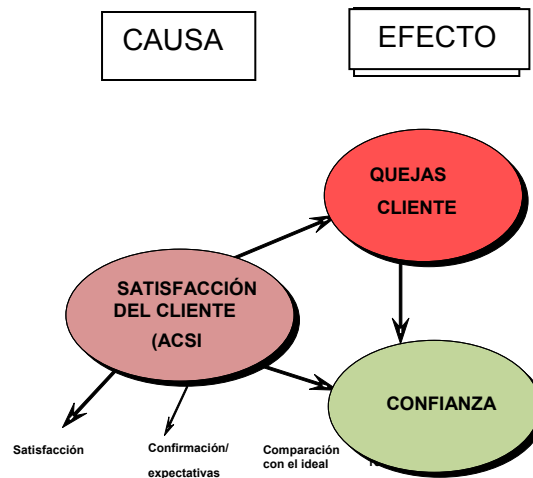 CAUSA
EFECTO
QUEJAS
CLIENTE
SATISFACCIÓN
DEL CLIENTE
(ACSI
CONFIANZA
Satisfacción
Confirmación/
expectativas
Comparación
con el ideal